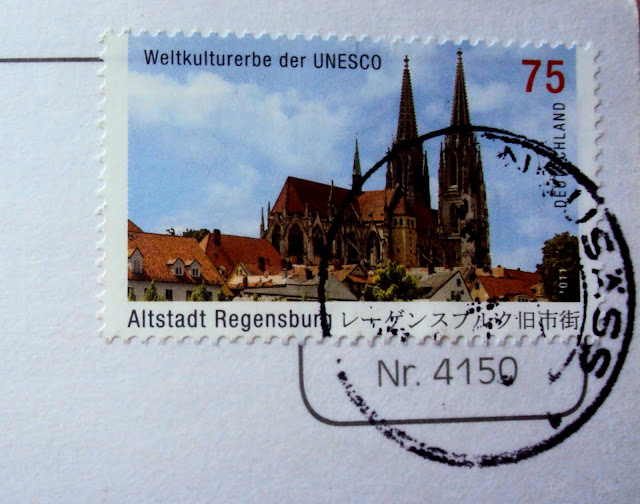 Weltkulturerbe der UNESCO
75
DEUTSCHLAND
Altstadt Regensburg レーゲンスブルク旧市街
Nr. 4150